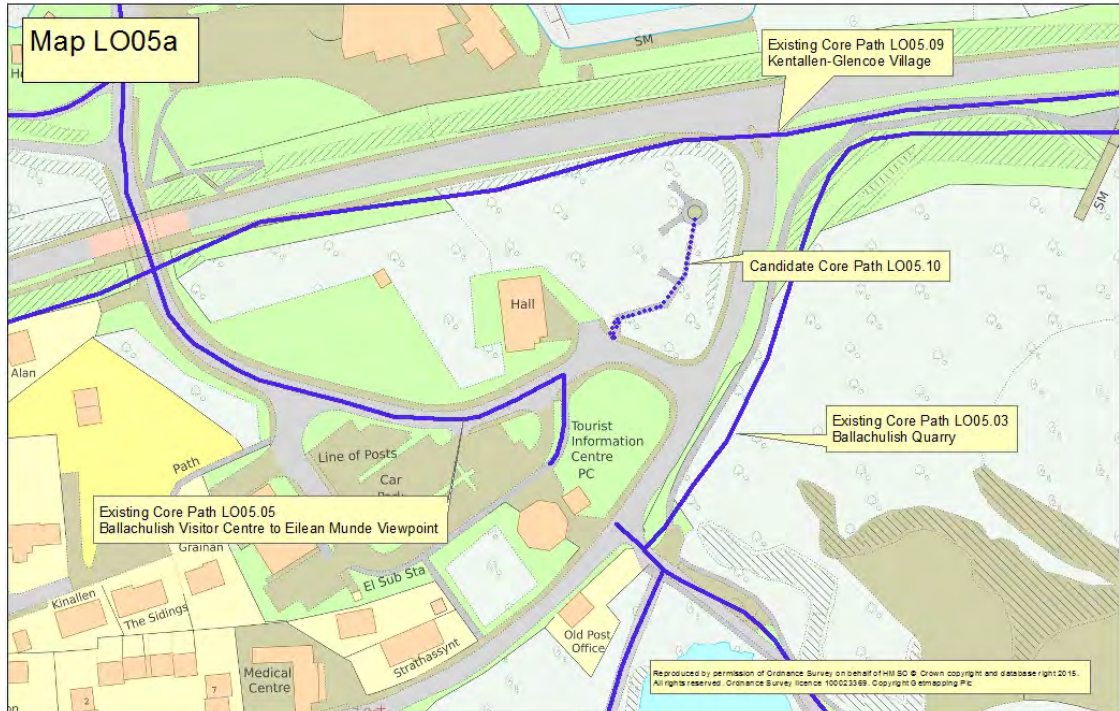 Map LO05a
SM
Existing Core Path LO05.09
Kentallen-Glencoe Village
Candidate Core Path LO05.10
Hall
SM
Alan
Path
Line of Posts
Car
Tourist
Information
Centre
PC
Existing Core Path LO05.03
Ballachulish Quarry
Existing Core Path LO05.05
Ballachulish Visitor Centre to Eilean Munde Viewpoint
Grainan
Kinallen
The Sidings
El Sub Sta
Strathassynt
Old Post
Office
Medical
Centre
2
7
Reproduced by permission of Ordnance Survey on behalf of HMSO © Crown copyright and database right 2015.
All rights reserved. Ordnance Survey licence 100023369. Copyright Getmapping Plc